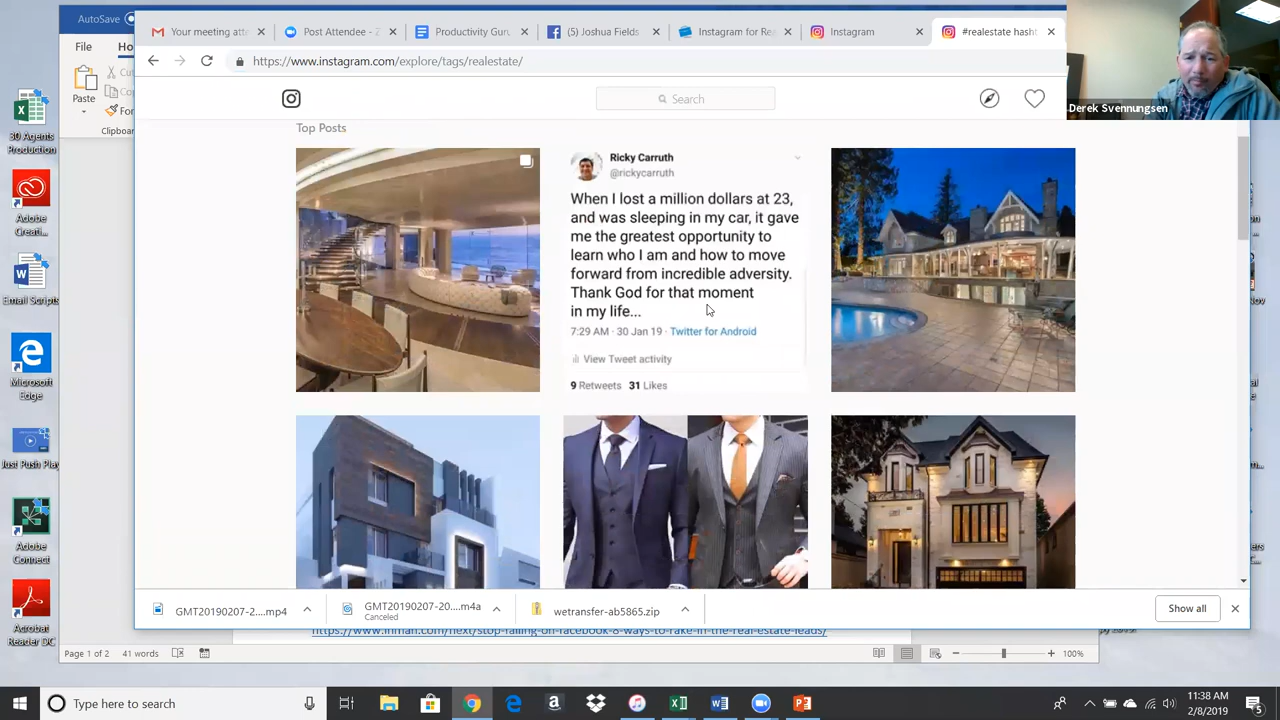 AutoSave
Your meeting at
Post Attendee - Z
Productivity Guru
(5) Joshua Fields
Instagram for Rea
Instagram
#realestate hasht
File
Ho
https://www.instagram.com/explore/tags/realestate/
Paste
Cut
Cop
For
Clipboard
Search
Derek Svennungsen
Top Posts
Ricky Carruth
@rickycarruth
When I lost a million dollars at 23,
and was sleeping in my car, it gave
me the greatest opportunity to
learn who I am and how to move
forward from incredible adversity.
Thank God for that moment
in my life...
7:29 AM · 30 Jan 19 · Twitter for Android
View Tweet activity
9 Retweets 31 Likes
30 Agents
Production
Adobe
Creati...
Email Scripts
Microsoft
Edge
Just Push Play
Adobe
Connect
Acrobat
Reader DC
GMT20190207-2....mp4
GMT20190207-20....m4a
Canceled
wetransfer-ab5865.zip
Show all
https://www.inman.com/next/stop-failing-on-facebook-8-ways-to-rake-in-the-real-estate-leads/
Page 1 of 2
41 words
100%
Type here to search
11:38 AM
2/8/2019
5